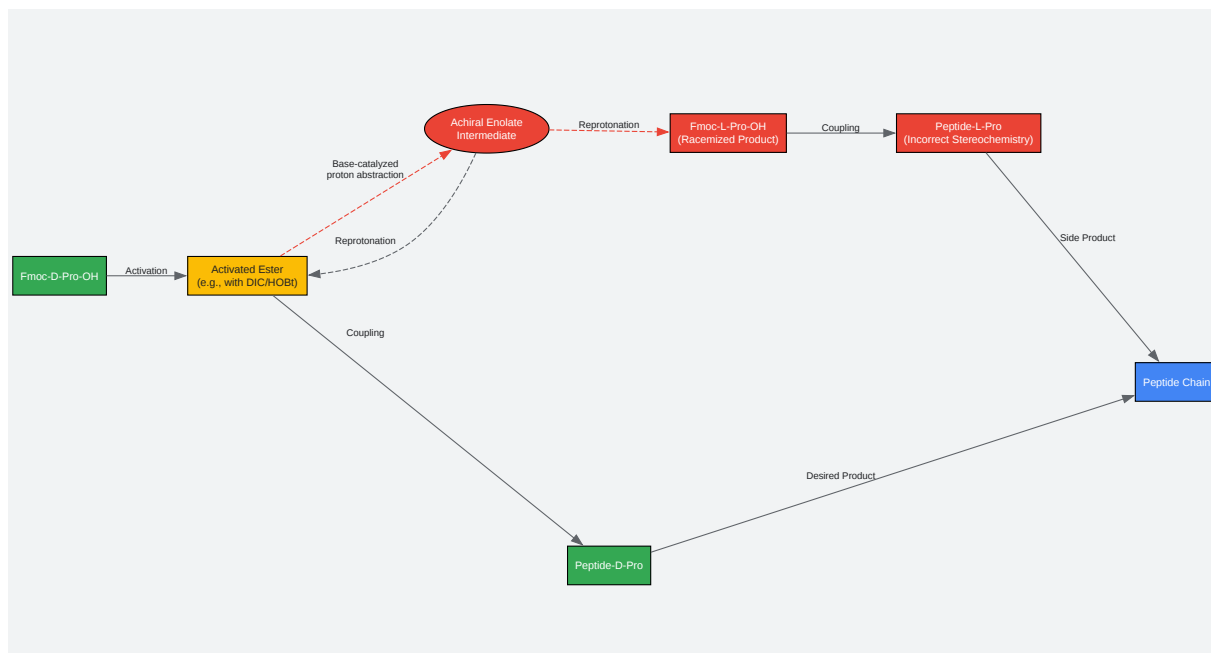 Achiral Enolate
Intermediate
Reprotonation
Fmoc-L-Pro-OH
(Racemized Product)
Coupling
Peptide-L-Pro
(Incorrect Stereochemistry)
Base-catalyzed
proton abstraction
Reprotonation
Side Product
Fmoc-D-Pro-OH
Activation
Activated Ester
(e.g., with DIC/HOBt)
Coupling
Peptide Chain
Desired Product
Peptide-D-Pro